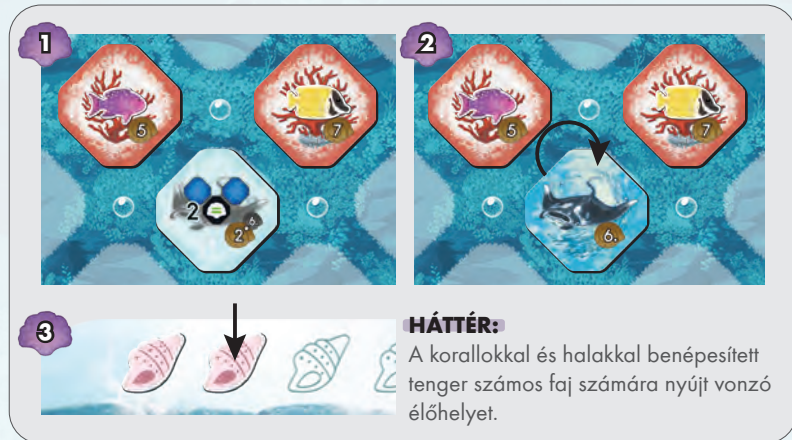 1
5
7
2
2
6
2
5
7
6
3
HÁTTÉR:
A korallokkal és halakkal benépesített
tenger számos faj számára nyújt vonzó
élőhelyet.